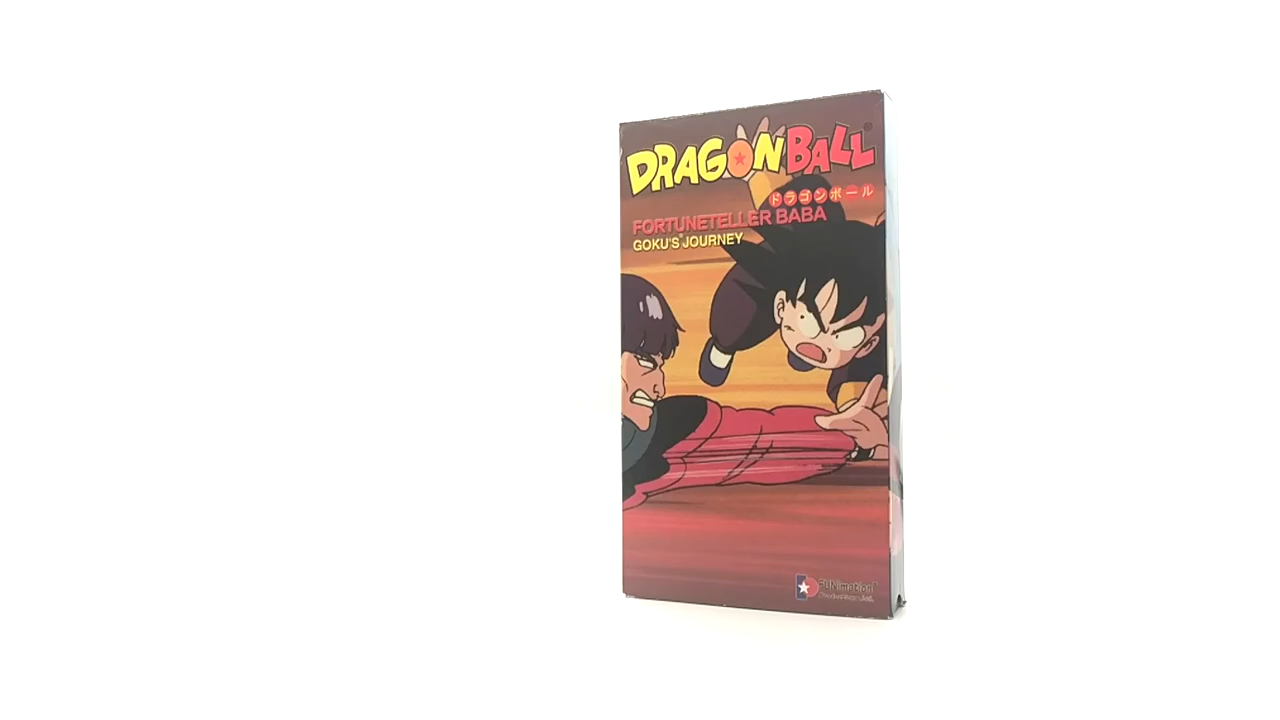 DRAGON BALL®
ドラゴンボール
FORTUNETELLER BABA
GOKU'S JOURNEY
FUNimation